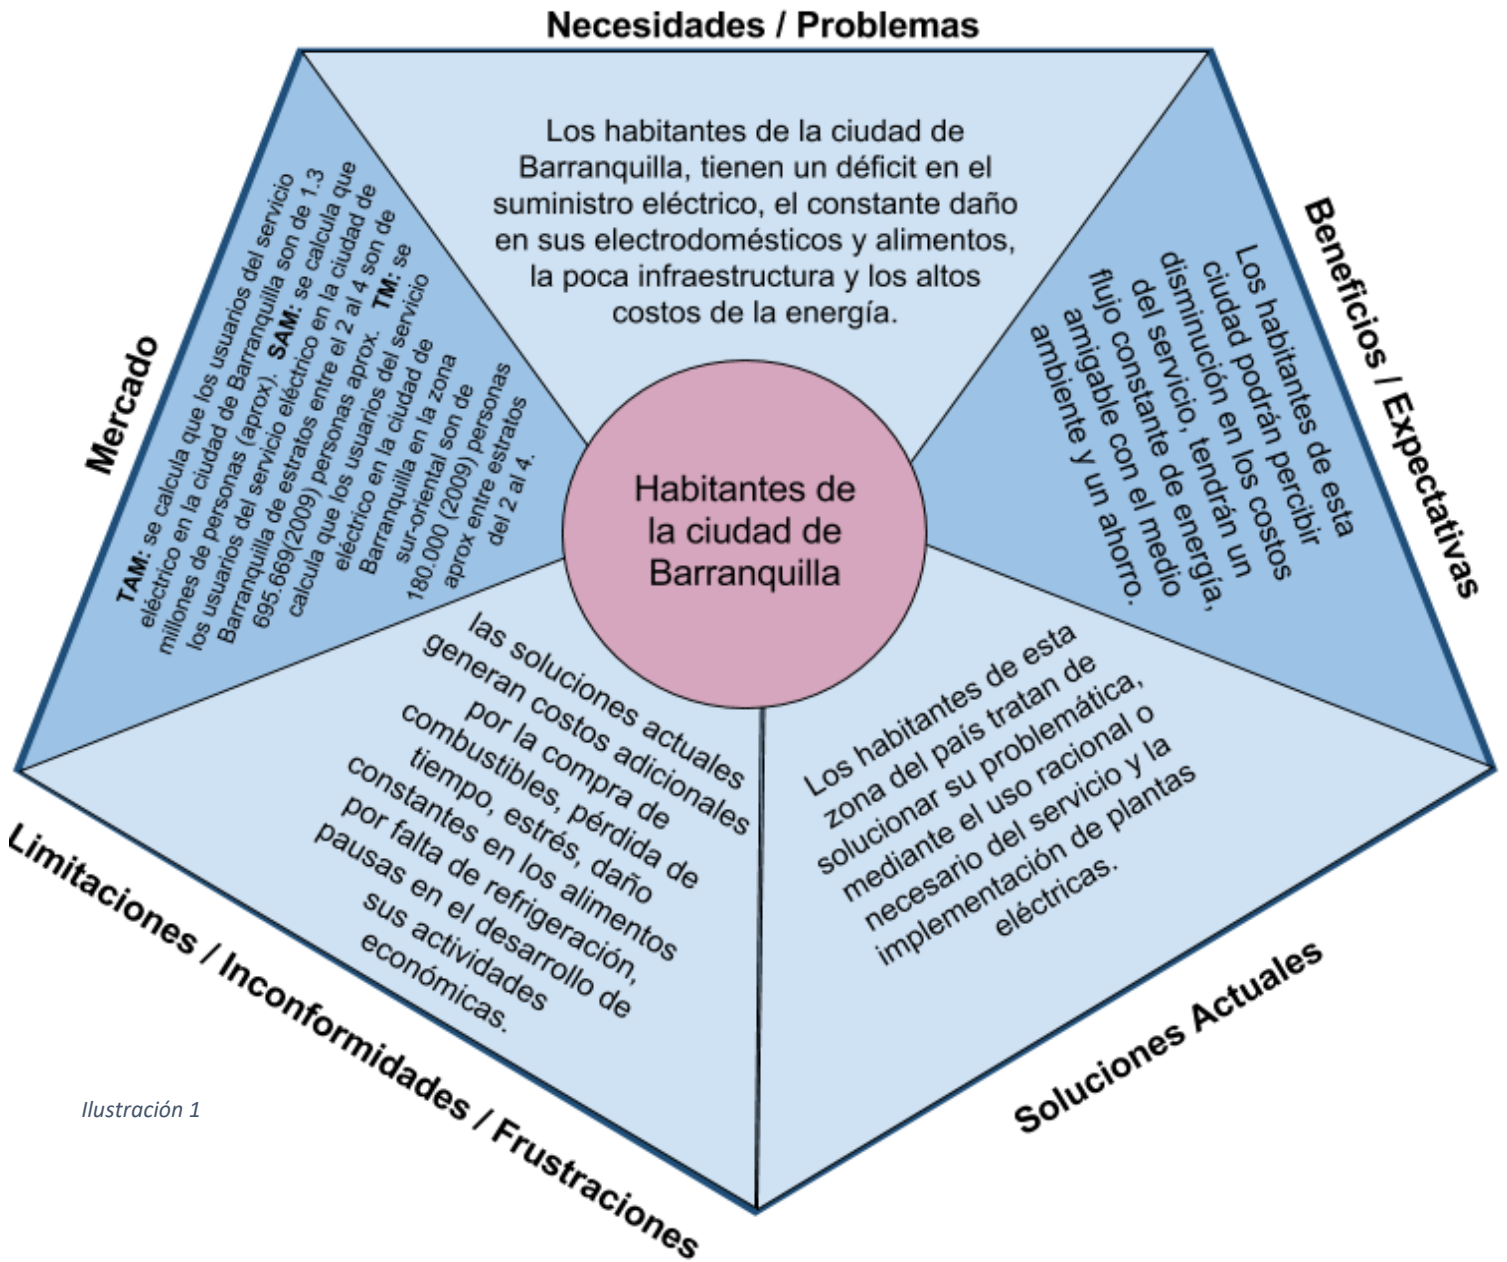 Necesidades / Problemas
Los habitantes de la ciudad de
Barranquilla, tienen un déficit en el
suministro eléctrico, el constante daño
en sus electrodomésticos y alimentos,
la poca infraestructura y los altos
costos de la energía.
Mercado
TAM: se calcula que los usuarios del servicio
eléctrico en la ciudad de Barranquilla son de 1.3
millones de personas (aprox). SAM: se calcula que
los usuarios del servicio eléctrico en la ciudad de
Barranquilla de estratos entre el 2 al 4 son de
695.669(2009) personas aprox. TM: se
calcula que los usuarios del servicio
eléctrico en la ciudad de
Barranquilla en la zona
sur-oriental son de
180.000 (2009) personas
aprox entre estratos
del 2 al 4.
Beneficios / Expectativas
Los habitantes de esta
ciudad podrán percibir
disminución en los costos
del servicio, tendrán un
flujo constante de energía,
amigable con el medio
ambiente y un ahorro.
Habitantes de
la ciudad de
Barranquilla
las soluciones actuales
generan costos adicionales
por la compra de
combustibles, pérdida de
tiempo, estrés, daño
constantes en los alimentos
por falta de refrigeración,
pausas en el desarrollo de
sus actividades
económicas.
Limitaciones / Inconformidades / Frustraciones
Los habitantes de esta
zona del país tratan de
solucionar su problemática,
mediante el uso racional o
necesario del servicio y la
implementación de plantas
eléctricas.
Soluciones Actuales
Ilustración 1